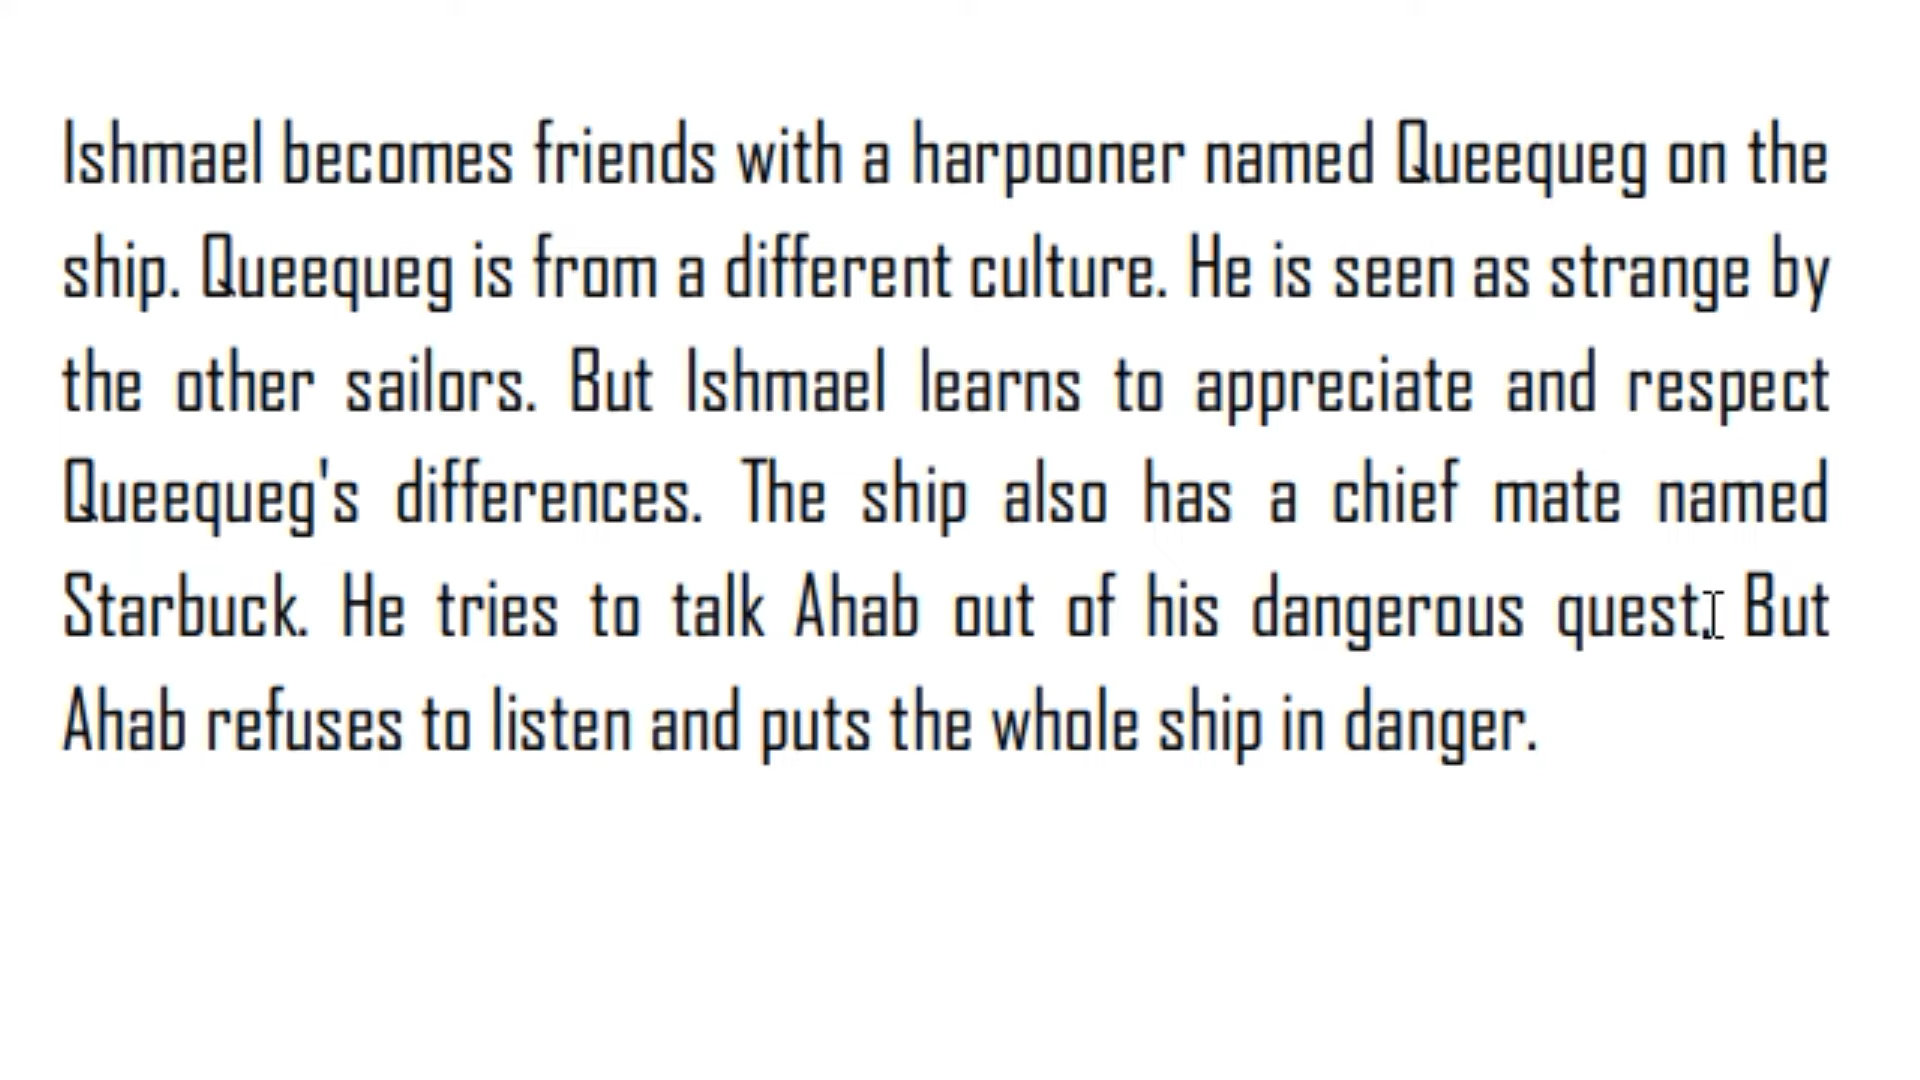 Ishmael becomes friends with a harpooner named Queequeg on the
ship. Queequeg is from a different culture. He is seen as strange by
the other sailors. But Ishmael learns to appreciate and respect
Queequeg's differences. The ship also has a chief mate named
Starbuck. He tries to talk Ahab out of his dangerous quest. But
Ahab refuses to listen and puts the whole ship in danger.